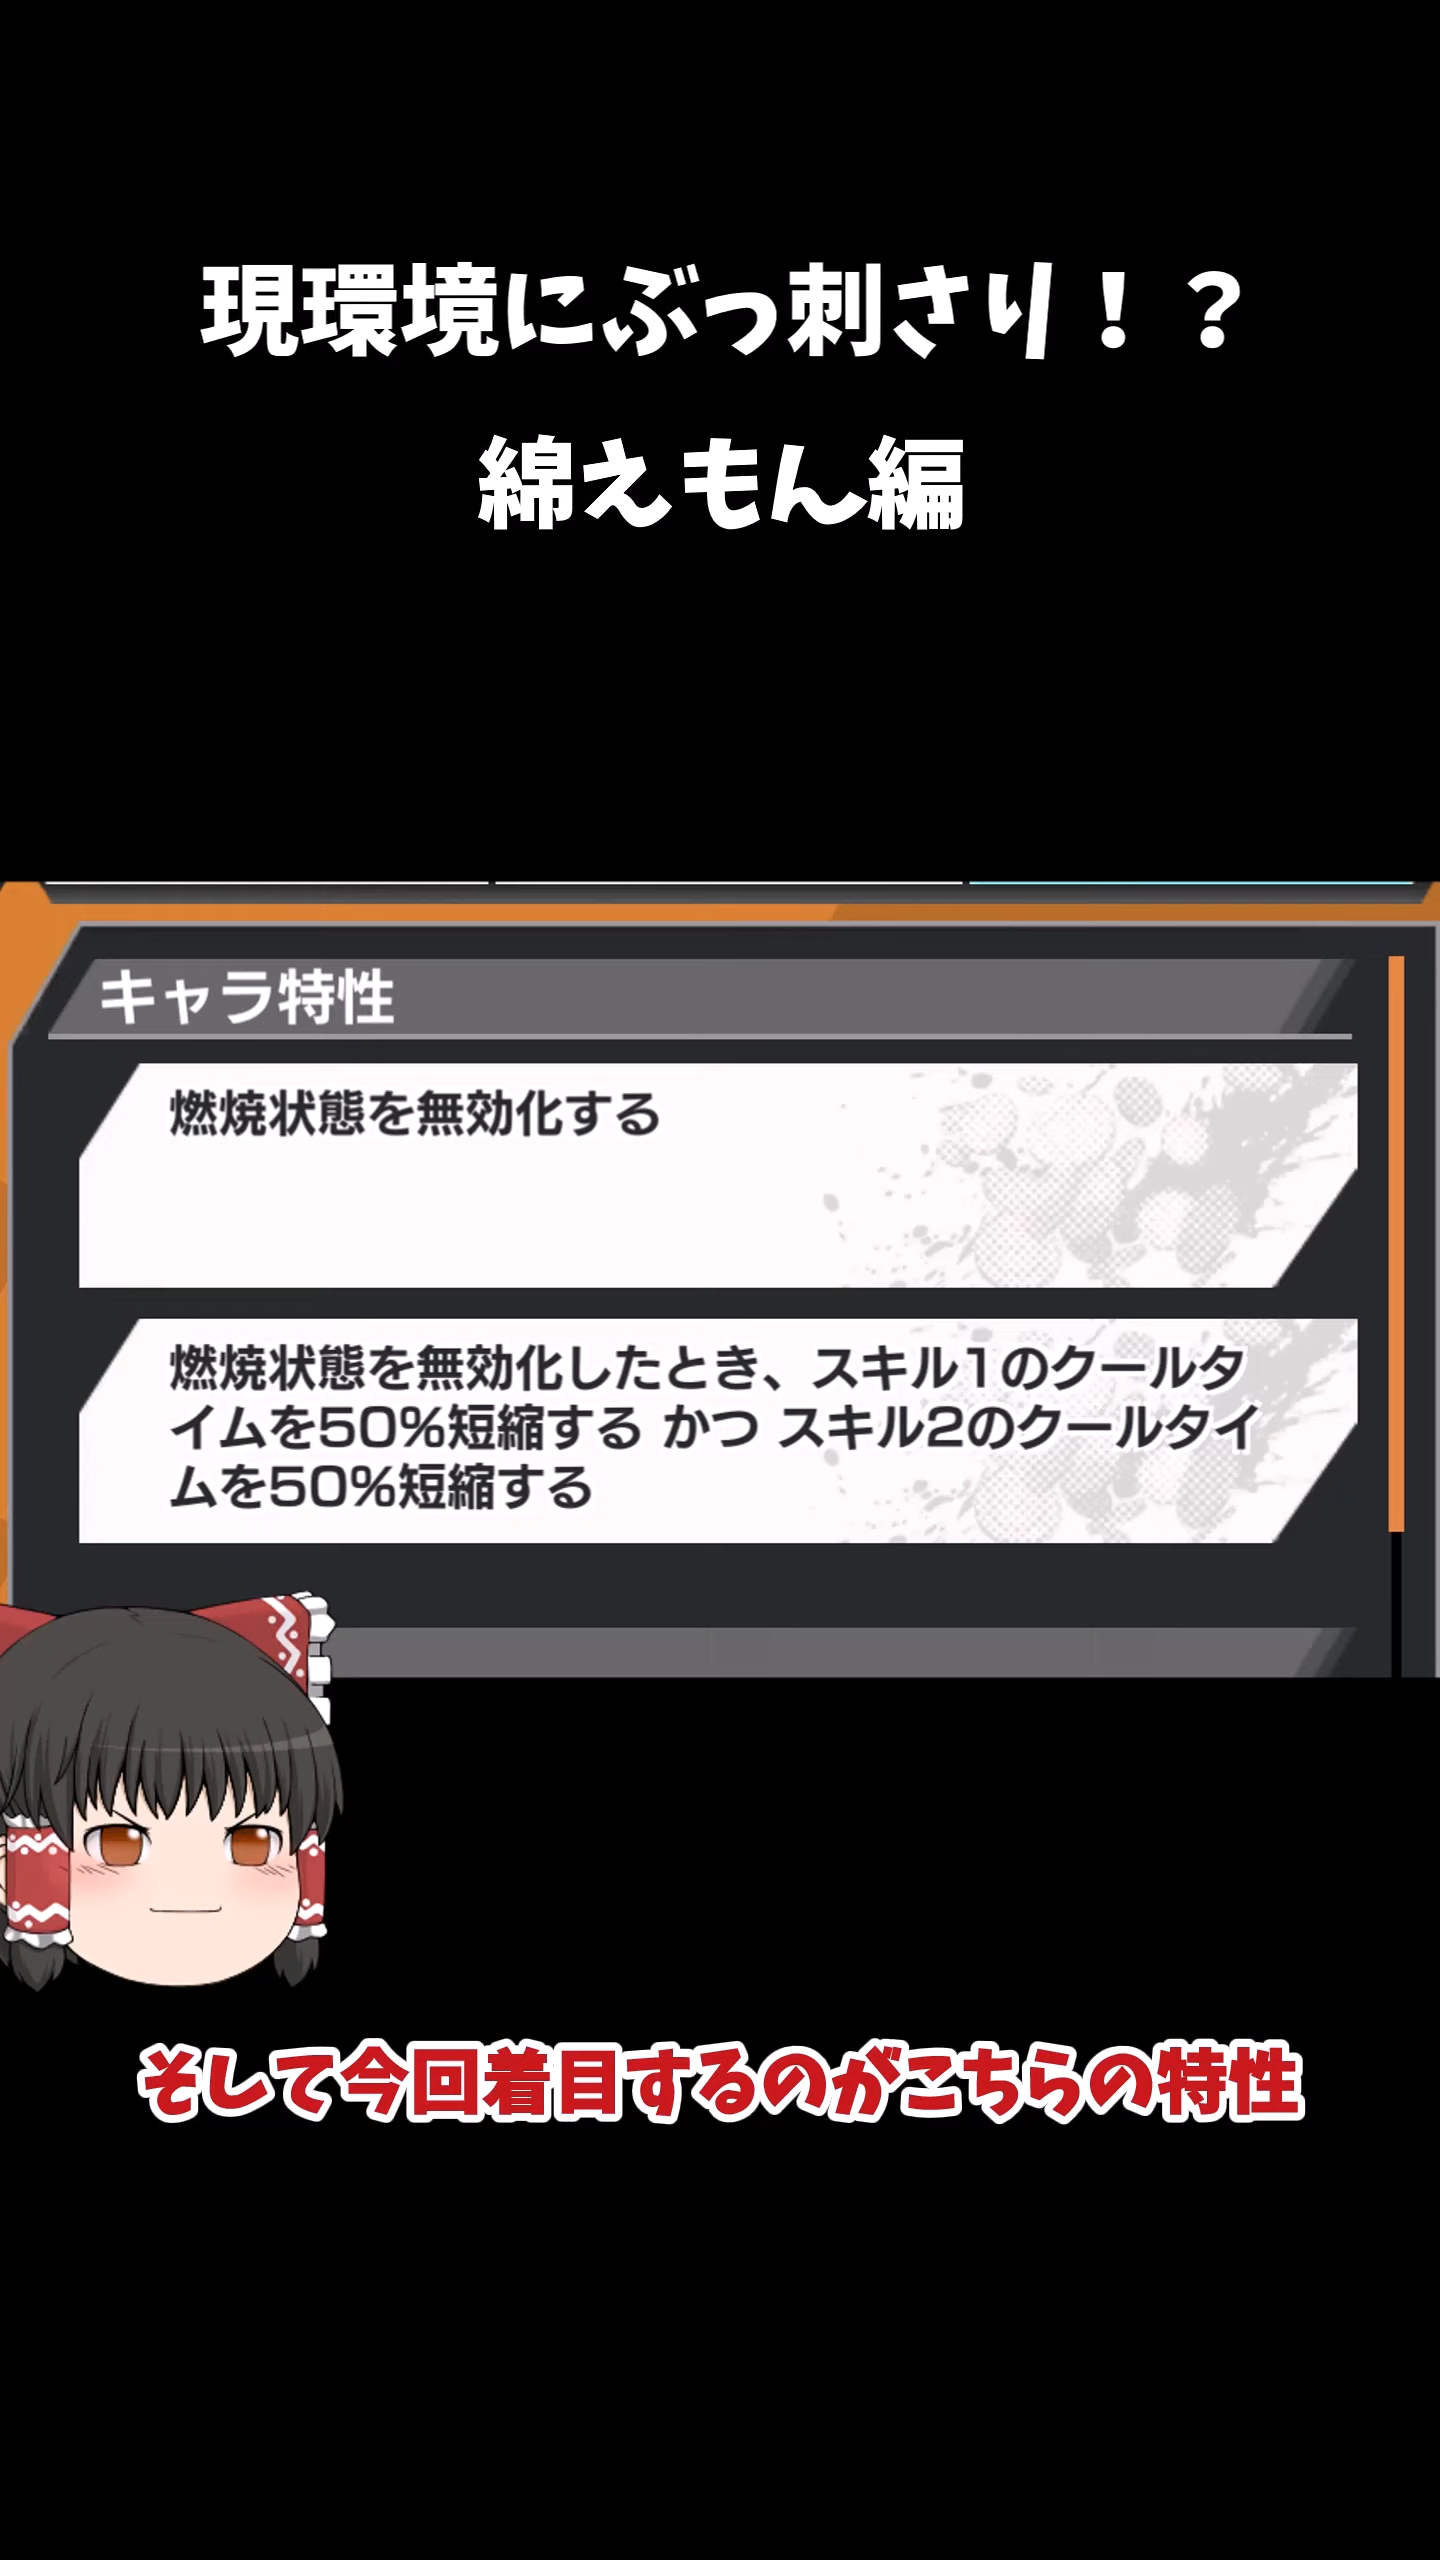 現環境にぶっ刺さり！？
綿えもん編
キャラ特性
燃焼状態を無効化する
燃焼状態を無効化したとき、スキル1のクールタ
イムを50%短縮する かつ スキル2のクールタイ
ムを50%短縮する
そして今回着目するのがこちらの特性